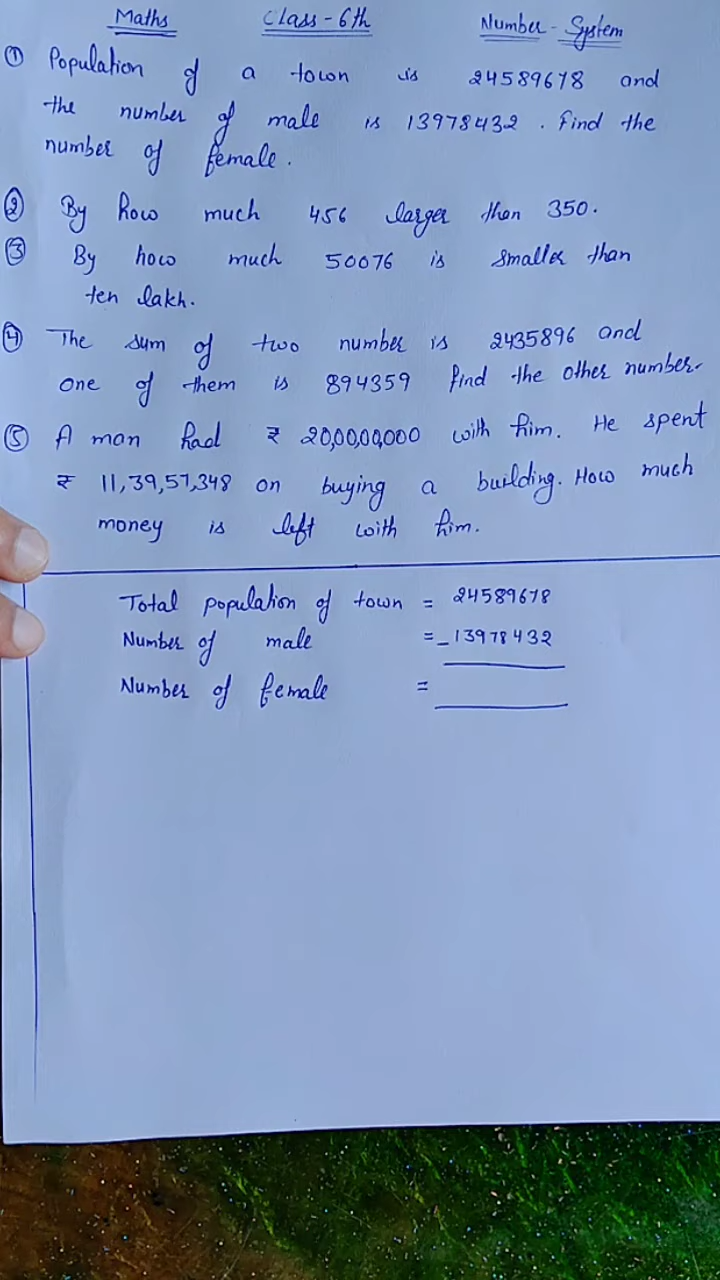 Maths Class-6th Number-System
① Population of a town is 24589678 and
the number of male is 13978432. Find the
number of female.
② By how much 456 larger than 350.
③ By how much 50076 is smaller than
ten lakh.
④ The sum of two number is 2435896 and
one of them is 894359 find the other number.
⑤ A man had ₹ 20,00,00,000 with him. He spent
₹ 11,39,57,348 on buying a building. How much
money is left with him.
Total population of town = 24589678
Number of male = - 13978432
Number of female =